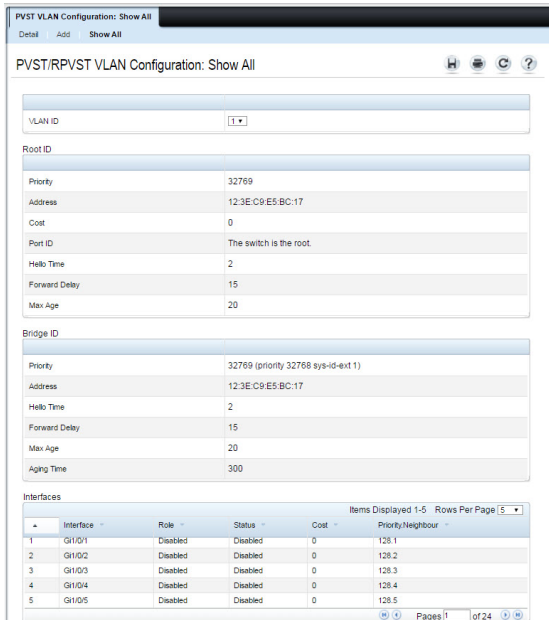 PVST VLAN Configuration: Show All
Detail Add Show All
PVST/RPVST VLAN Configuration: Show All
VLAN ID 1
Root ID
Priority 32769
Address 12:3E:C9:E5:BC:17
Cost 0
Port ID The switch is the root.
Hello Time 2
Forward Delay 15
Max Age 20
Bridge ID
Priority 32769 (priority 32768 sys-id-ext 1)
Address 12:3E:C9:E5:BC:17
Hello Time 2
Forward Delay 15
Max Age 20
Aging Time 300
Interfaces
Items Displayed 1-5 Rows Per Page 5
Interface Role Status Cost Priority.Neighbour
1 Gi1/0/1 Disabled Disabled 0 128.1
2 Gi1/0/2 Disabled Disabled 0 128.2
3 Gi1/0/3 Disabled Disabled 0 128.3
4 Gi1/0/4 Disabled Disabled 0 128.4
5 Gi1/0/5 Disabled Disabled 0 128.5
Pages 1 of 24